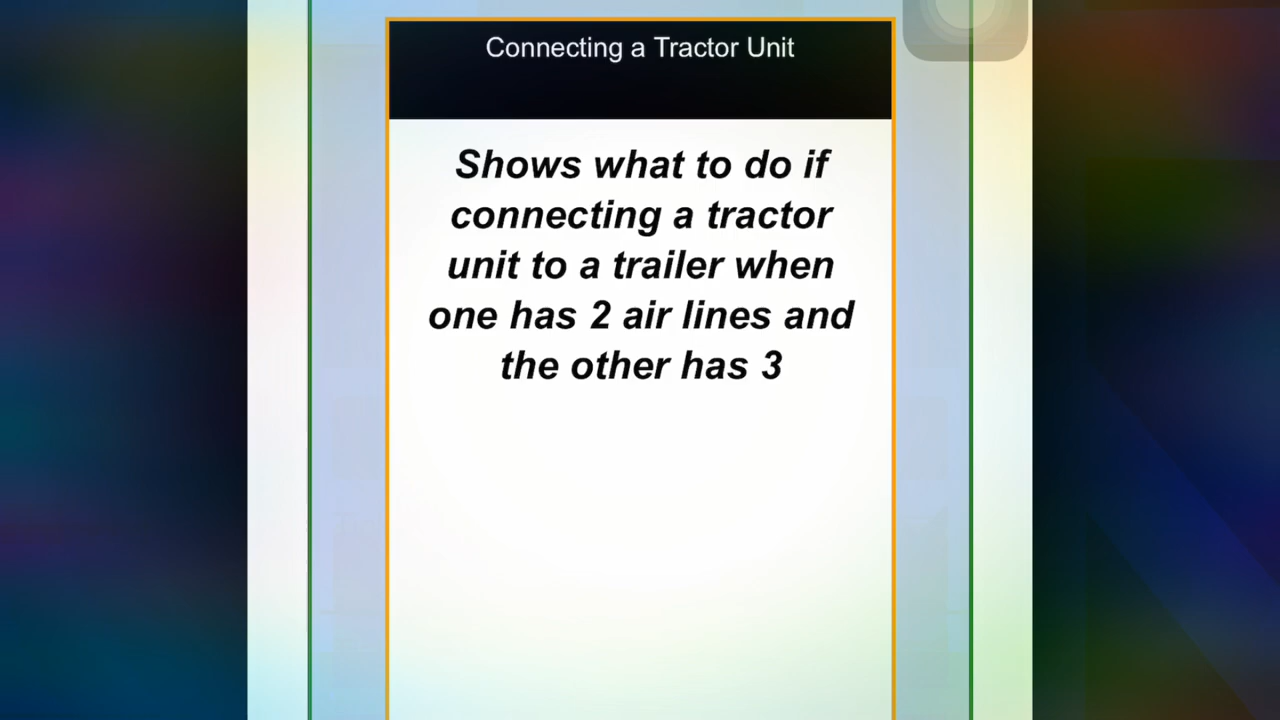 Connecting a Tractor Unit
Shows what to do if
connecting a tractor
unit to a trailer when
one has 2 air lines and
the other has 3